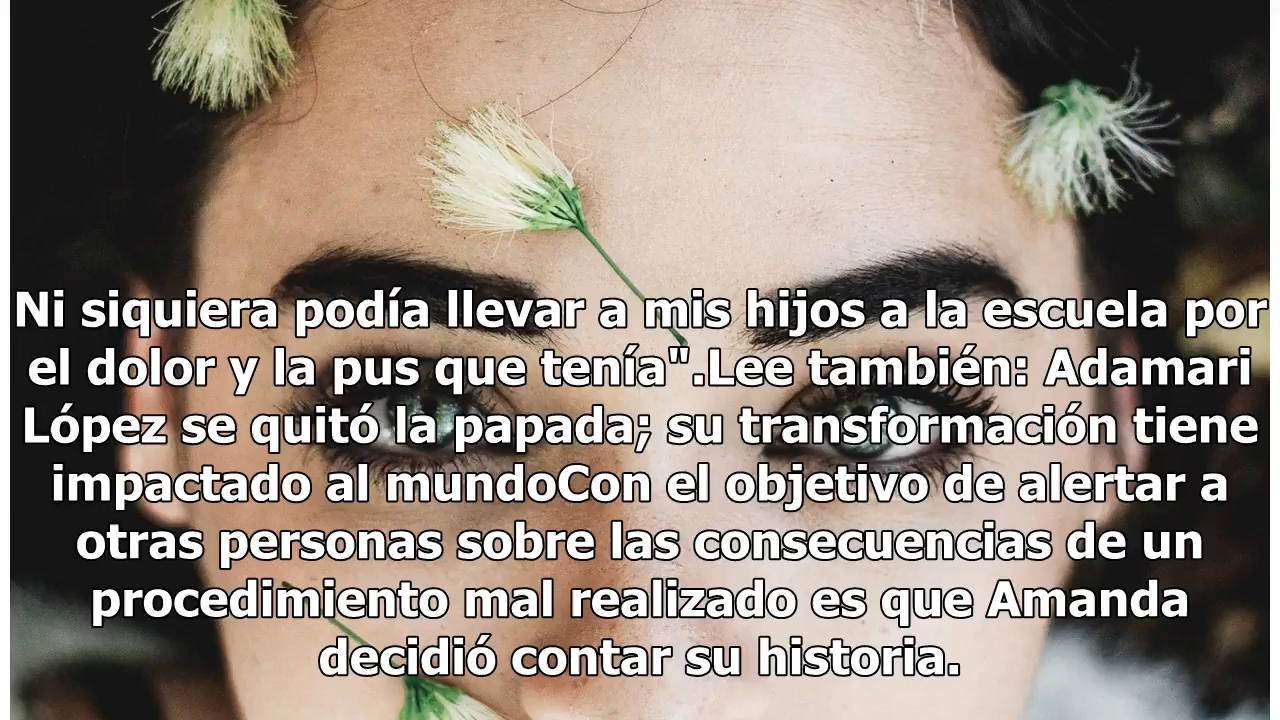 Ni siquiera podía llevar a mis hijos a la escuela por
el dolor y la pus que tenía".Lee también: Adamari
López se quitó la papada; su transformación tiene
impactado al mundoCon el objetivo de alertar a
otras personas sobre las consecuencias de un
procedimiento mal realizado es que Amanda
decidió contar su historia.